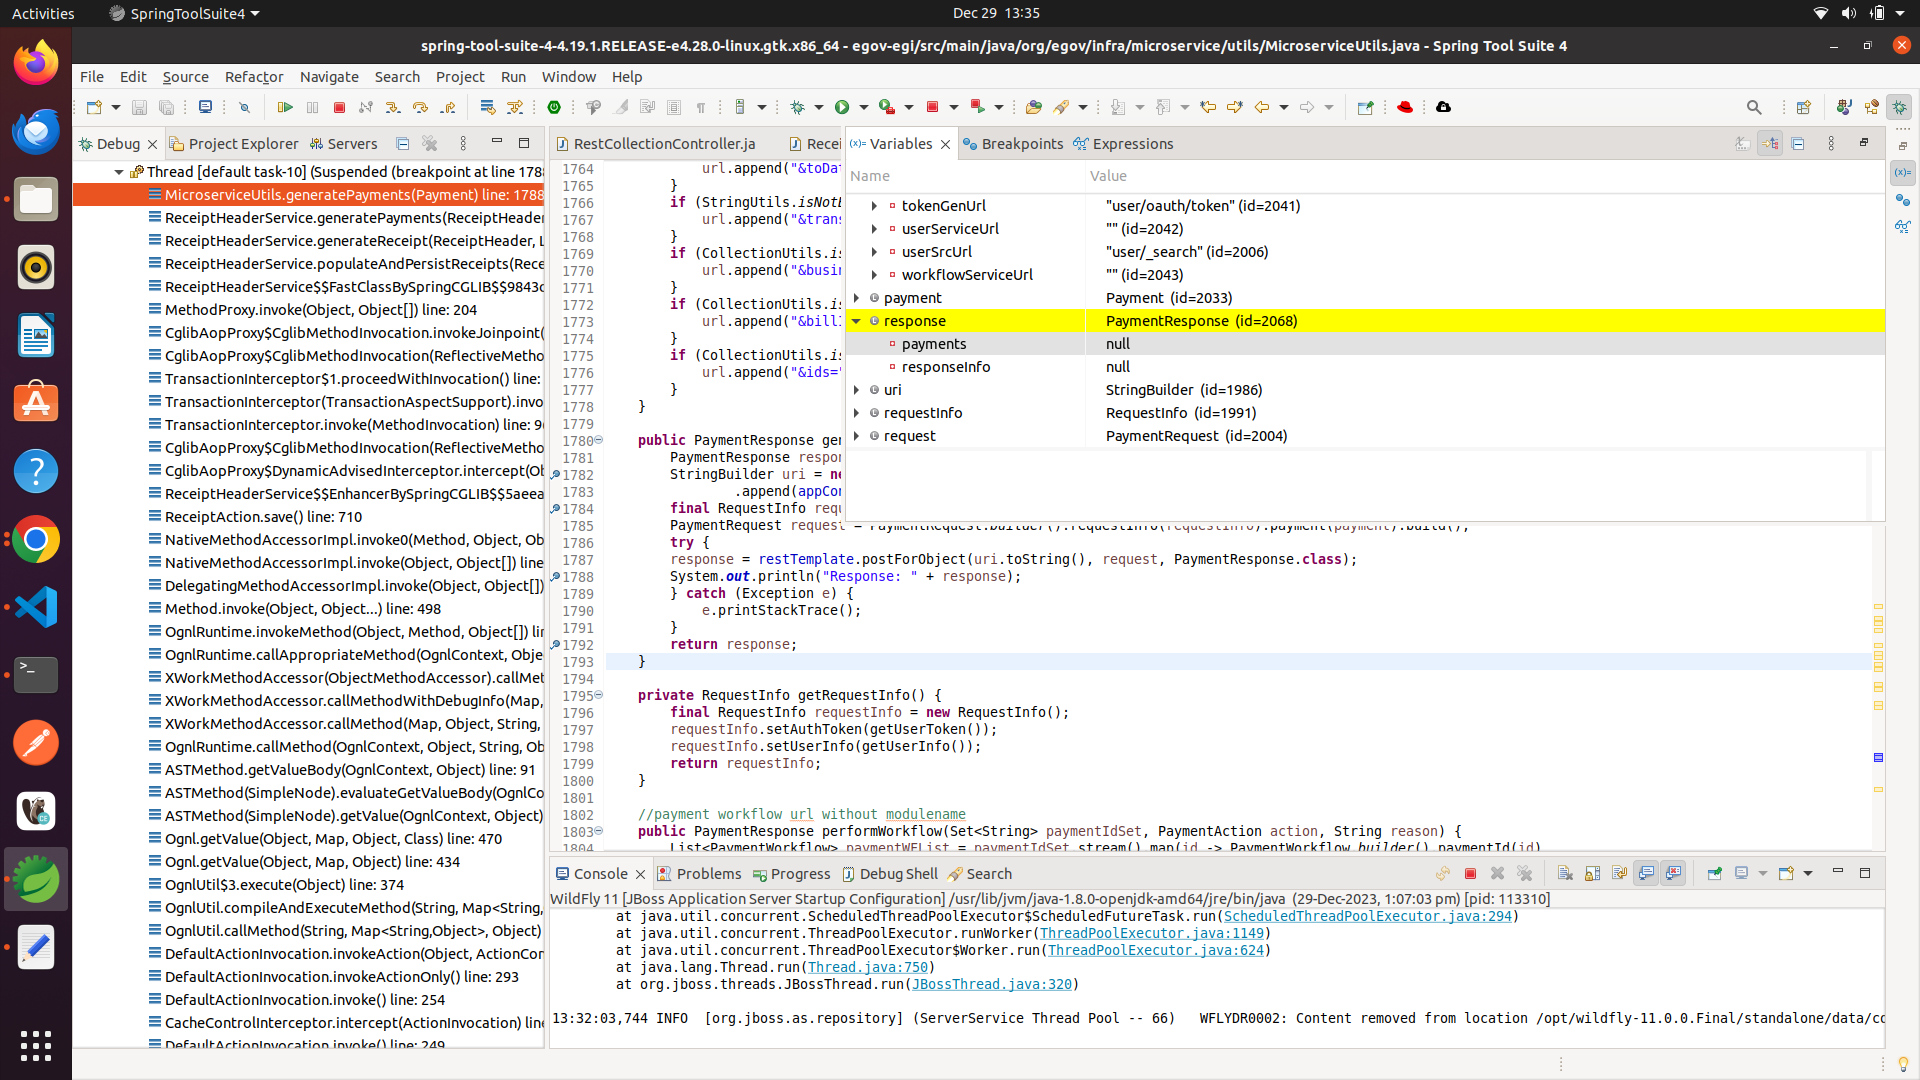 Activities
SpringToolSuite4
Dec 29 13:35
spring-tool-suite-4-4.19.1.RELEASE-e4.28.0-linux.gtk.x86_64 - egov-egi/src/main/java/org/egov/infra/microservice/utils/MicroserviceUtils.java - Spring Tool Suite 4
File Edit Source Refactor Navigate Search Project Run Window Help
Debug
Project Explorer
Servers
Thread [default task-10] (Suspended (breakpoint at line 1788
MicroserviceUtils.generatePayments(Payment) line: 1788
ReceiptHeaderService.generatePayments(ReceiptHeader
ReceiptHeaderService.generateReceipt(ReceiptHeader, L
ReceiptHeaderService.populateAndPersistReceipts(Rece
ReceiptHeaderService$$FastClassBySpringCGLIB$$9843c
MethodProxy.invoke(Object, Object[]) line: 204
CglibAopProxy$CglibMethodInvocation.invokeJoinpoint(
CglibAopProxy$CglibMethodInvocation(ReflectiveMetho
TransactionInterceptor$1.proceedWithInvocation() line:
TransactionInterceptor(TransactionAspectSupport).invo
TransactionInterceptor.invoke(MethodInvocation) line: 96
CglibAopProxy$CglibMethodInvocation(ReflectiveMetho
CglibAopProxy$DynamicAdvisedInterceptor.intercept(Ob
ReceiptHeaderService$$EnhancerBySpringCGLIB$$5aeea
ReceiptAction.save() line: 710
NativeMethodAccessorImpl.invoke0(Method, Object, Ob
NativeMethodAccessorImpl.invoke(Object, Object[]) line
DelegatingMethodAccessorImpl.invoke(Object, Object[])
Method.invoke(Object, Object...) line: 498
OgnlRuntime.invokeMethod(Object, Method, Object[]) lin
OgnlRuntime.callAppropriateMethod(OgnlContext, Obje
XWorkMethodAccessor(ObjectMethodAccessor).callMet
XWorkMethodAccessor.callMethodWithDebugInfo(Map,
XWorkMethodAccessor.callMethod(Map, Object, String,
OgnlRuntime.callMethod(OgnlContext, Object, String, Ob
ASTMethod.getValueBody(OgnlContext, Object) line: 91
ASTMethod(SimpleNode).evaluateGetValueBody(OgnlCo
ASTMethod(SimpleNode).getValue(OgnlContext, Object)
Ognl.getValue(Object, Map, Object, Class) line: 470
Ognl.getValue(Object, Map, Object) line: 434
OgnlUtil$3.execute(Object) line: 374
OgnlUtil.compileAndExecuteMethod(String, Map<String,
OgnlUtil.callMethod(String, Map<String,Object>, Object)
DefaultActionInvocation.invokeAction(Object, ActionCon
DefaultActionInvocation.invokeActionOnly() line: 293
DefaultActionInvocation.invoke() line: 254
CacheControlInterceptor.intercept(ActionInvocation) line
DefaultActionInvocation.invoke() line: 249
RestCollectionController.ja
Recei
1764 url.append("&toDat
1765 }
1766 if (StringUtils.isNotB
1767 url.append("&trans
1768 }
1769 if (CollectionUtils.is
1770 url.append("&busin
1771 }
1772 if (CollectionUtils.is
1773 url.append("&billI
1774 }
1775 if (CollectionUtils.is
1776 url.append("&ids="
1777 }
1778 }
1779
1780 public PaymentResponse gen
1781 PaymentResponse respon
1782 StringBuilder uri = ne
1783 .append(appCon
1784 final RequestInfo requ
1785 PaymentRequest request = PaymentRequest.builder().requestInfo(requestInfo).payment(payment).build();
1786 try {
1787 response = restTemplate.postForObject(uri.toString(), request, PaymentResponse.class);
1788 System.out.println("Response: " + response);
1789 } catch (Exception e) {
1790 e.printStackTrace();
1791 }
1792 return response;
1793 }
1794
1795 private RequestInfo getRequestInfo() {
1796 final RequestInfo requestInfo = new RequestInfo();
1797 requestInfo.setAuthToken(getUserToken());
1798 requestInfo.setUserInfo(getUserInfo());
1799 return requestInfo;
1800 }
1801
1802 //payment workflow url without modulename
1803 public PaymentResponse performWorkflow(Set<String> paymentIdSet, PaymentAction action, String reason) {
1804 List<PaymentWorkflow> paymentWFList = paymentIdSet.stream().map(id -> PaymentWorkflow.builder().paymentId(id)
(x)= Variables
Breakpoints
Expressions
Name Value
tokenGenUrl "user/oauth/token" (id=2041)
userServiceUrl "" (id=2042)
userSrcUrl "user/_search" (id=2006)
workflowServiceUrl "" (id=2043)
payment Payment (id=2033)
response PaymentResponse (id=2068)
payments null
responseInfo null
uri StringBuilder (id=1986)
requestInfo RequestInfo (id=1991)
request PaymentRequest (id=2004)
Console
Problems
Progress
Debug Shell
Search
WildFly 11 [JBoss Application Server Startup Configuration] /usr/lib/jvm/java-1.8.0-openjdk-amd64/jre/bin/java (29-Dec-2023, 1:07:03 pm) [pid: 113310]
at java.util.concurrent.ScheduledThreadPoolExecutor$ScheduledFutureTask.run(ScheduledThreadPoolExecutor.java:294)
at java.util.concurrent.ThreadPoolExecutor.runWorker(ThreadPoolExecutor.java:1149)
at java.util.concurrent.ThreadPoolExecutor$Worker.run(ThreadPoolExecutor.java:624)
at java.lang.Thread.run(Thread.java:750)
at org.jboss.threads.JBossThread.run(JBossThread.java:320)
13:32:03,744 INFO [org.jboss.as.repository] (ServerService Thread Pool -- 66) WFLYDR0002: Content removed from location /opt/wildfly-11.0.0.Final/standalone/data/co